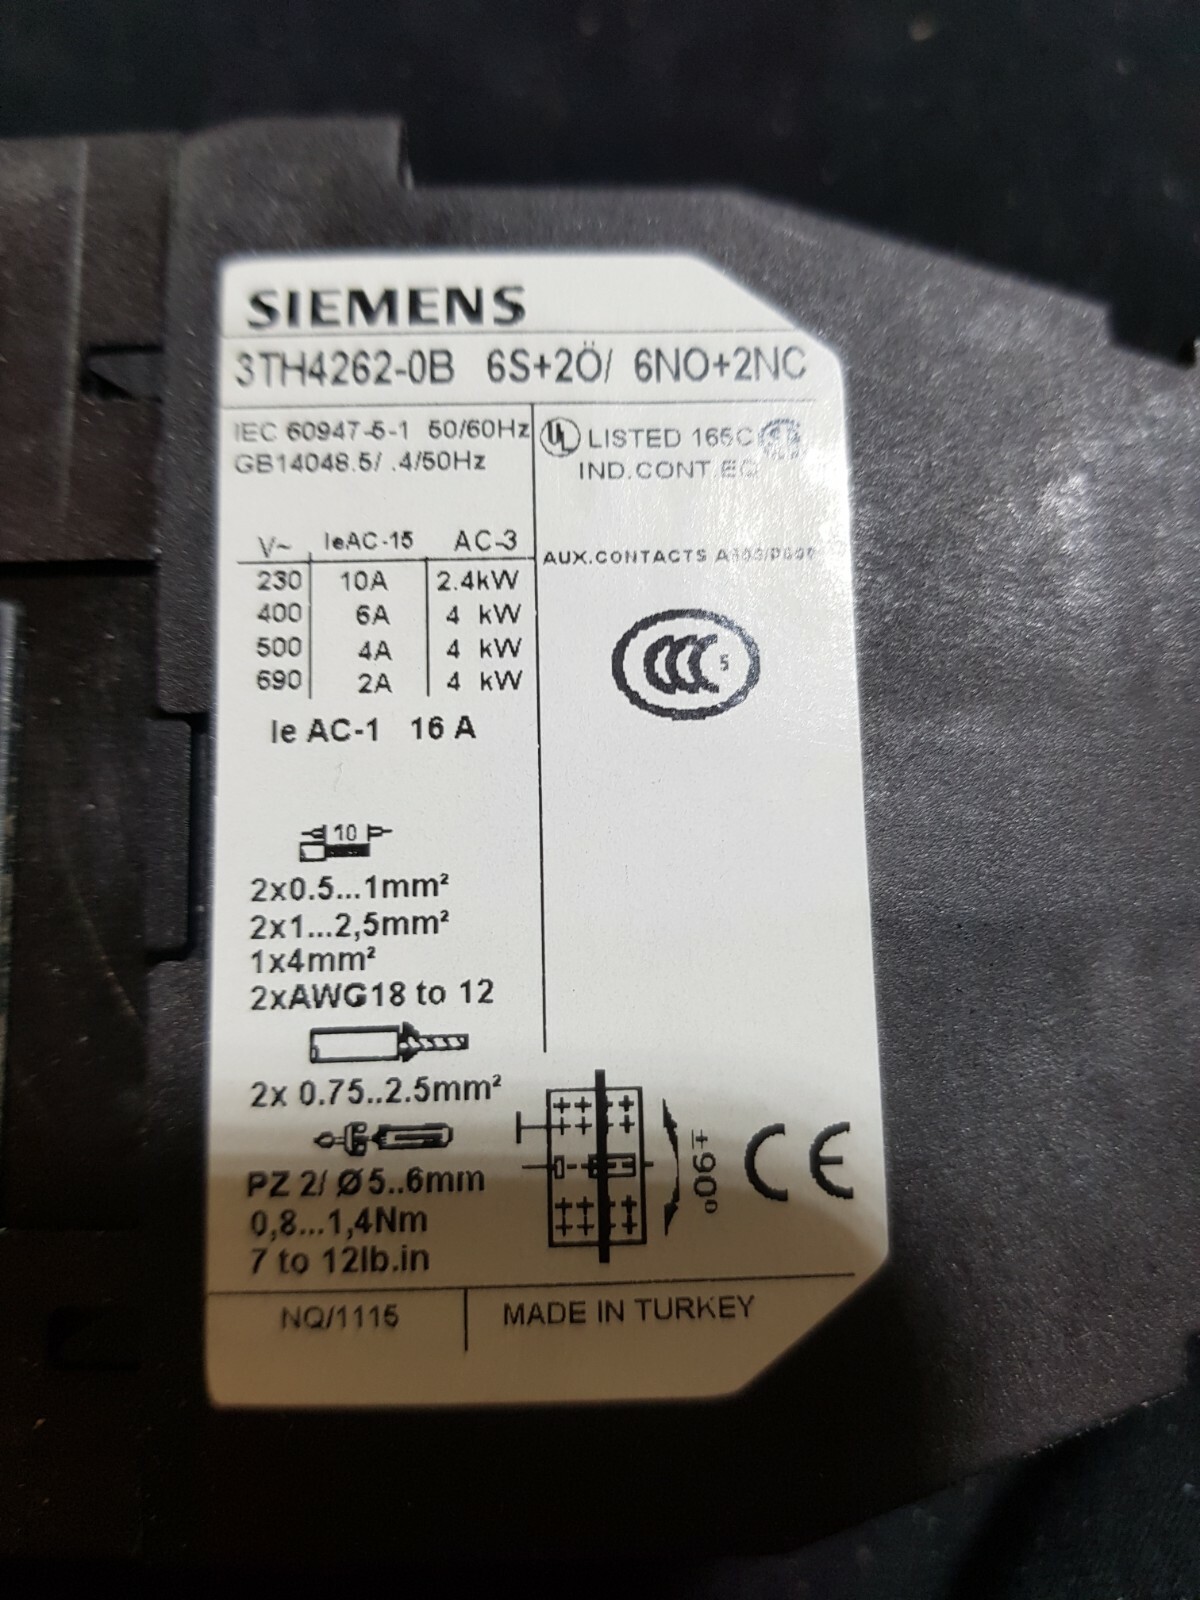 SIEMENS
3TH4262-0B 6S+2Ö/ 6NO+2NC
IEC 60947-5-1 50/60Hz
GB14048.5/ .4/50Hz
UL LISTED 165C
IND.CONT.EQ
V~ IeAC-15 AC-3
230 10A 2.4kW
400 6A 4 kW
500 4A 4 kW
690 2A 4 kW
Ie AC-1 16 A
AUX.CONTACTS
CCC 5
10
2x0.5...1mm²
2x1...2,5mm²
1x4mm²
2xAWG18 to 12
2x 0.75..2.5mm²
PZ 2/ Ø5..6mm
0,8...1,4Nm
7 to 12lb.in
±90°
CE
NQ/1115
MADE IN TURKEY